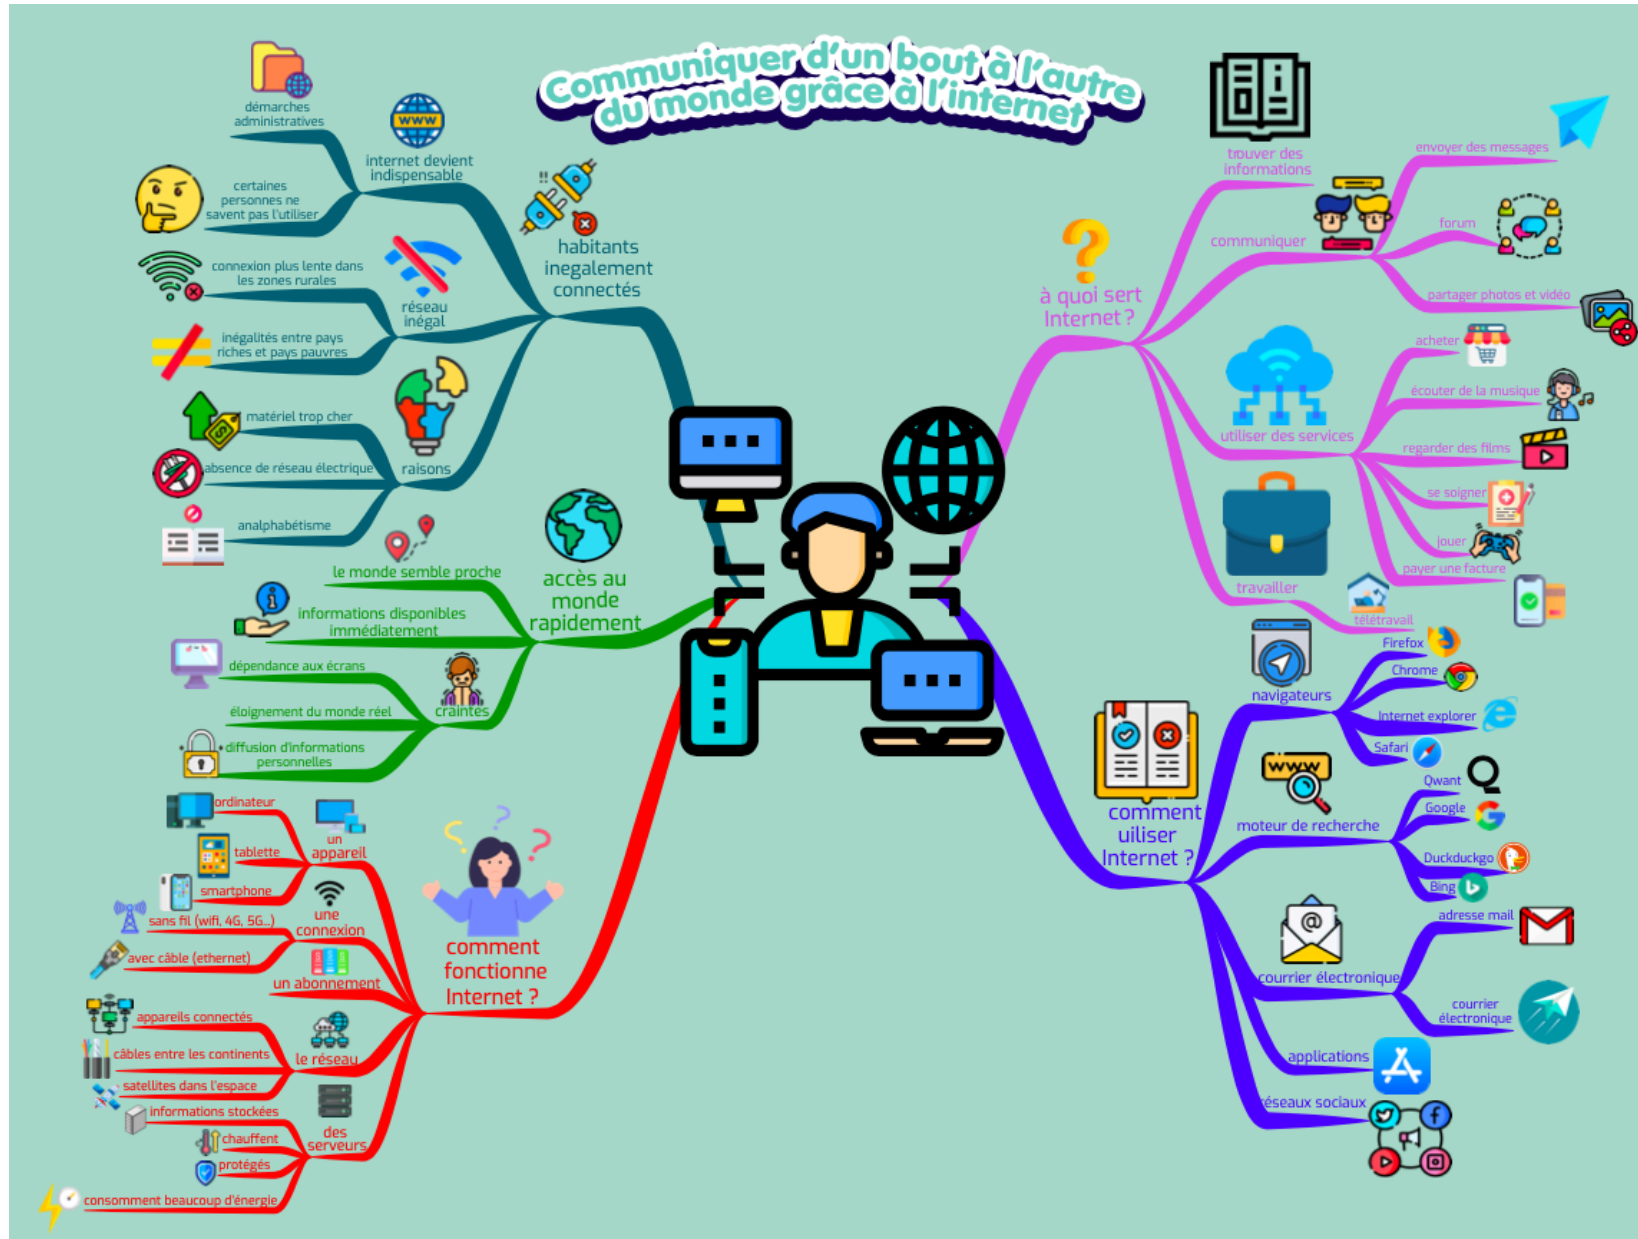 Communiquer d'un bout à l'autre
du monde grâce à l'internet
démarches
administratives
www
internet devient
indispensable
certaines
personnes ne
savent pas l'utiliser
habitants
inegalement
connectés
connexion plus lente dans
les zones rurales
réseau
inégal
inégalités entre pays
riches et pays pauvres
matériel trop cher
absence de réseau électrique
raisons
analphabétisme
le monde semble proche
accès au
monde
rapidement
informations disponibles
immédiatement
dépendance aux écrans
craintes
éloignement du monde réel
diffusion d'informations
personnelles
ordinateur
un
appareil
tablette
smartphone
sans fil (wifi, 4G, 5G...)
une
connexion
avec câble (ethernet)
un abonnement
comment
fonctionne
Internet ?
appareils connectés
câbles entre les continents
le réseau
satellites dans l'espace
informations stockées
des
serveurs
chauffent
protégés
consomment beaucoup d'énergie
à quoi sert
Internet ?
trouver des
informations
communiquer
envoyer des messages
forum
partager photos et vidéo
utiliser des services
acheter
écouter de la musique
regarder des films
se soigner
jouer
payer une facture
travailler
télétravail
comment
uiliser
Internet ?
navigateurs
Firefox
Chrome
Internet explorer
Safari
www
moteur de recherche
Qwant
Google
Duckduckgo
Bing
courrier électronique
adresse mail
courrier
électronique
applications
réseaux sociaux